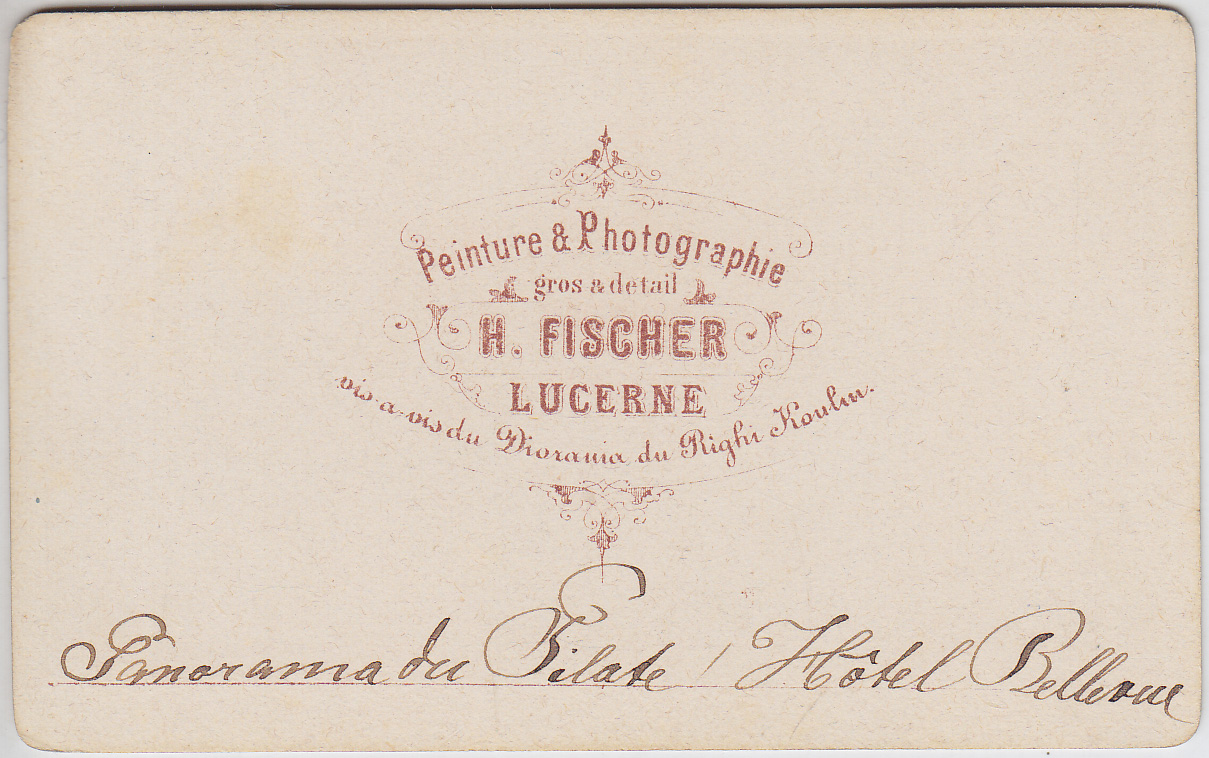 Peinture & Photographie
gros & detail
H. FISCHER
LUCERNE
vis-a-vis du Diorama du Righi Koulm.
Panorama du Pilate / Hôtel Bellevue